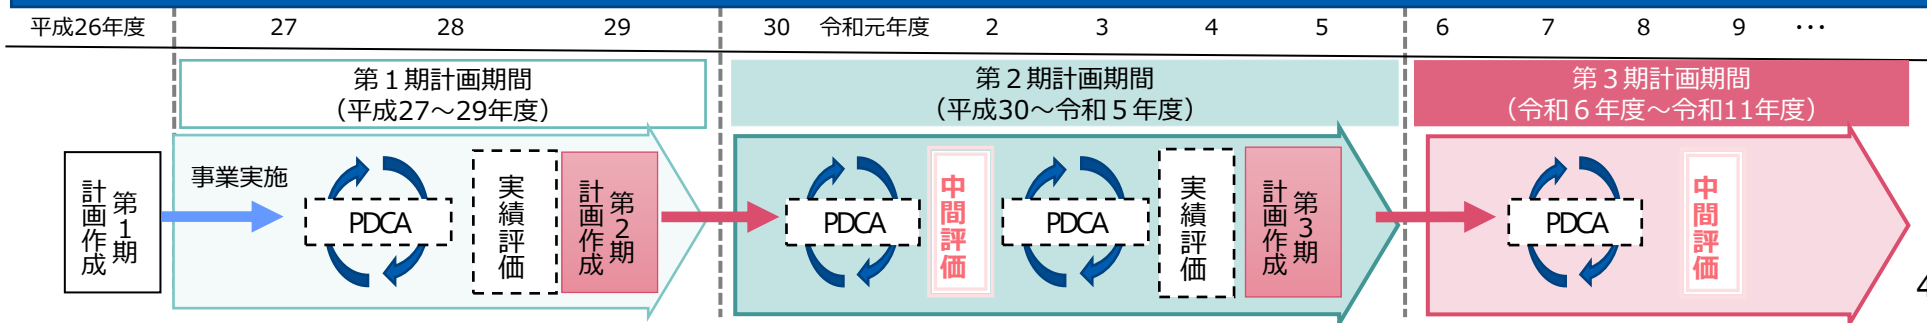 平成26年度 27 28 29 30 令和元年度 2 3 4 5 6 7 8 9 …
第１期計画期間
（平成27～29年度）
第２期計画期間
（平成30～令和５年度）
第３期計画期間
（令和６年度～令和11年度）
第1期
計画作成
事業実施
PDCA
実績評価
第2期
計画作成
PDCA
中間評価
PDCA
実績評価
第3期
計画作成
PDCA
中間評価